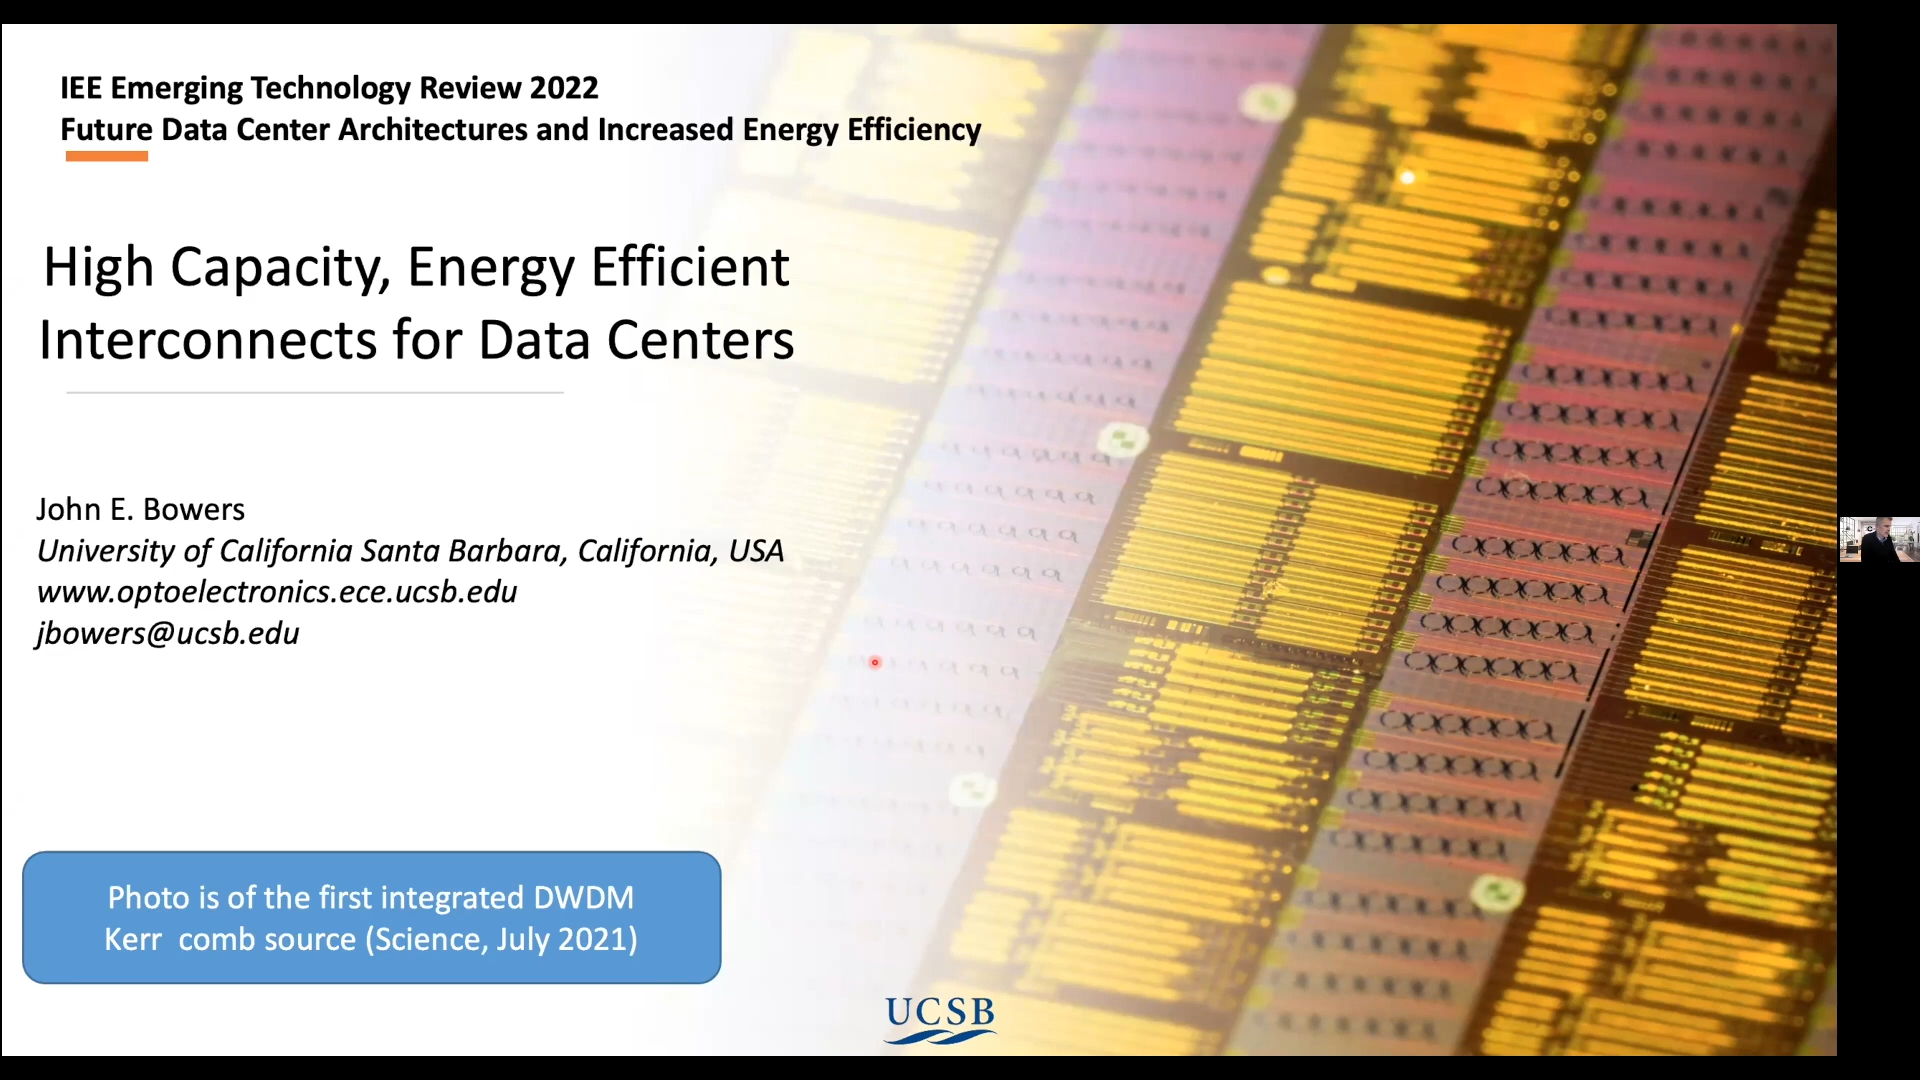 IEE Emerging Technology Review 2022
Future Data Center Architectures and Increased Energy Efficiency
High Capacity, Energy Efficient
Interconnects for Data Centers
John E. Bowers
University of California Santa Barbara, California, USA
www.optoelectronics.ece.ucsb.edu
jbowers@ucsb.edu
Photo is of the first integrated DWDM
Kerr comb source (Science, July 2021)
UCSB